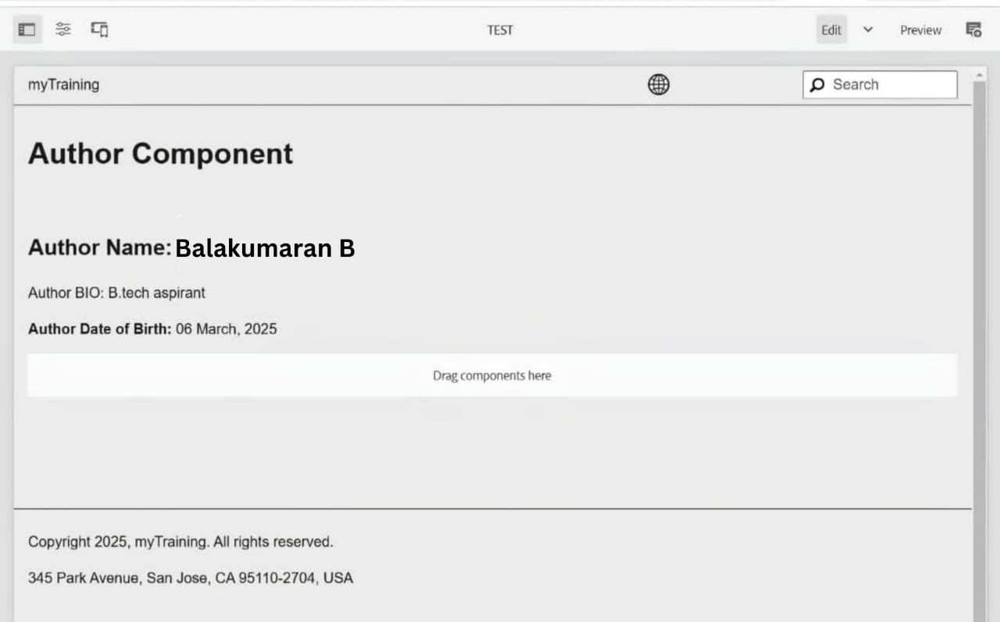 TEST
Edit
Preview
myTraining
Search
Author Component
Author Name: Balakumaran B
Author BIO: B.tech aspirant
Author Date of Birth: 06 March, 2025
Drag components here
Copyright 2025, myTraining. All rights reserved.
345 Park Avenue, San Jose, CA 95110-2704, USA